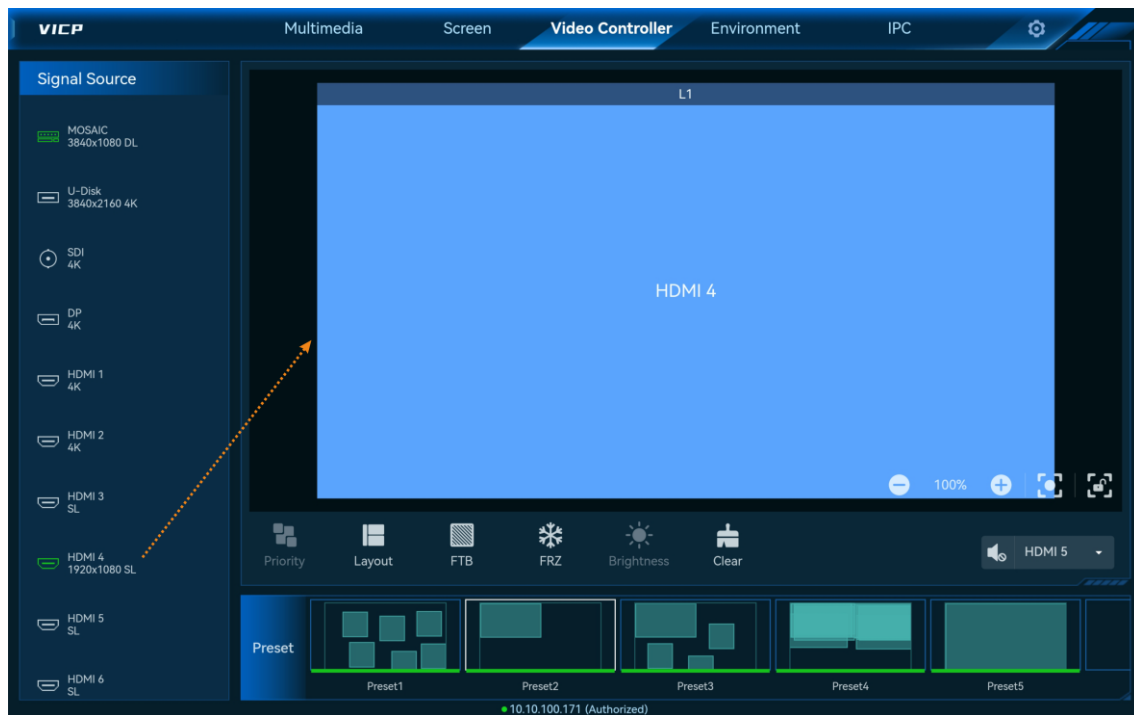 VICP
Multimedia
Screen
Video Controller
Environment
IPC
Signal Source
MOSAIC
3840x1080 DL
U-Disk
3840x2160 4K
SDI
4K
DP
4K
HDMI 1
4K
HDMI 2
4K
HDMI 3
SL
HDMI 4
1920x1080 SL
HDMI 5
SL
HDMI 6
SL
L1
HDMI 4
100%
Priority
Layout
FTB
FRZ
Brightness
Clear
HDMI 5
Preset
Preset1
Preset2
Preset3
Preset4
Preset5
10.10.100.171 (Authorized)